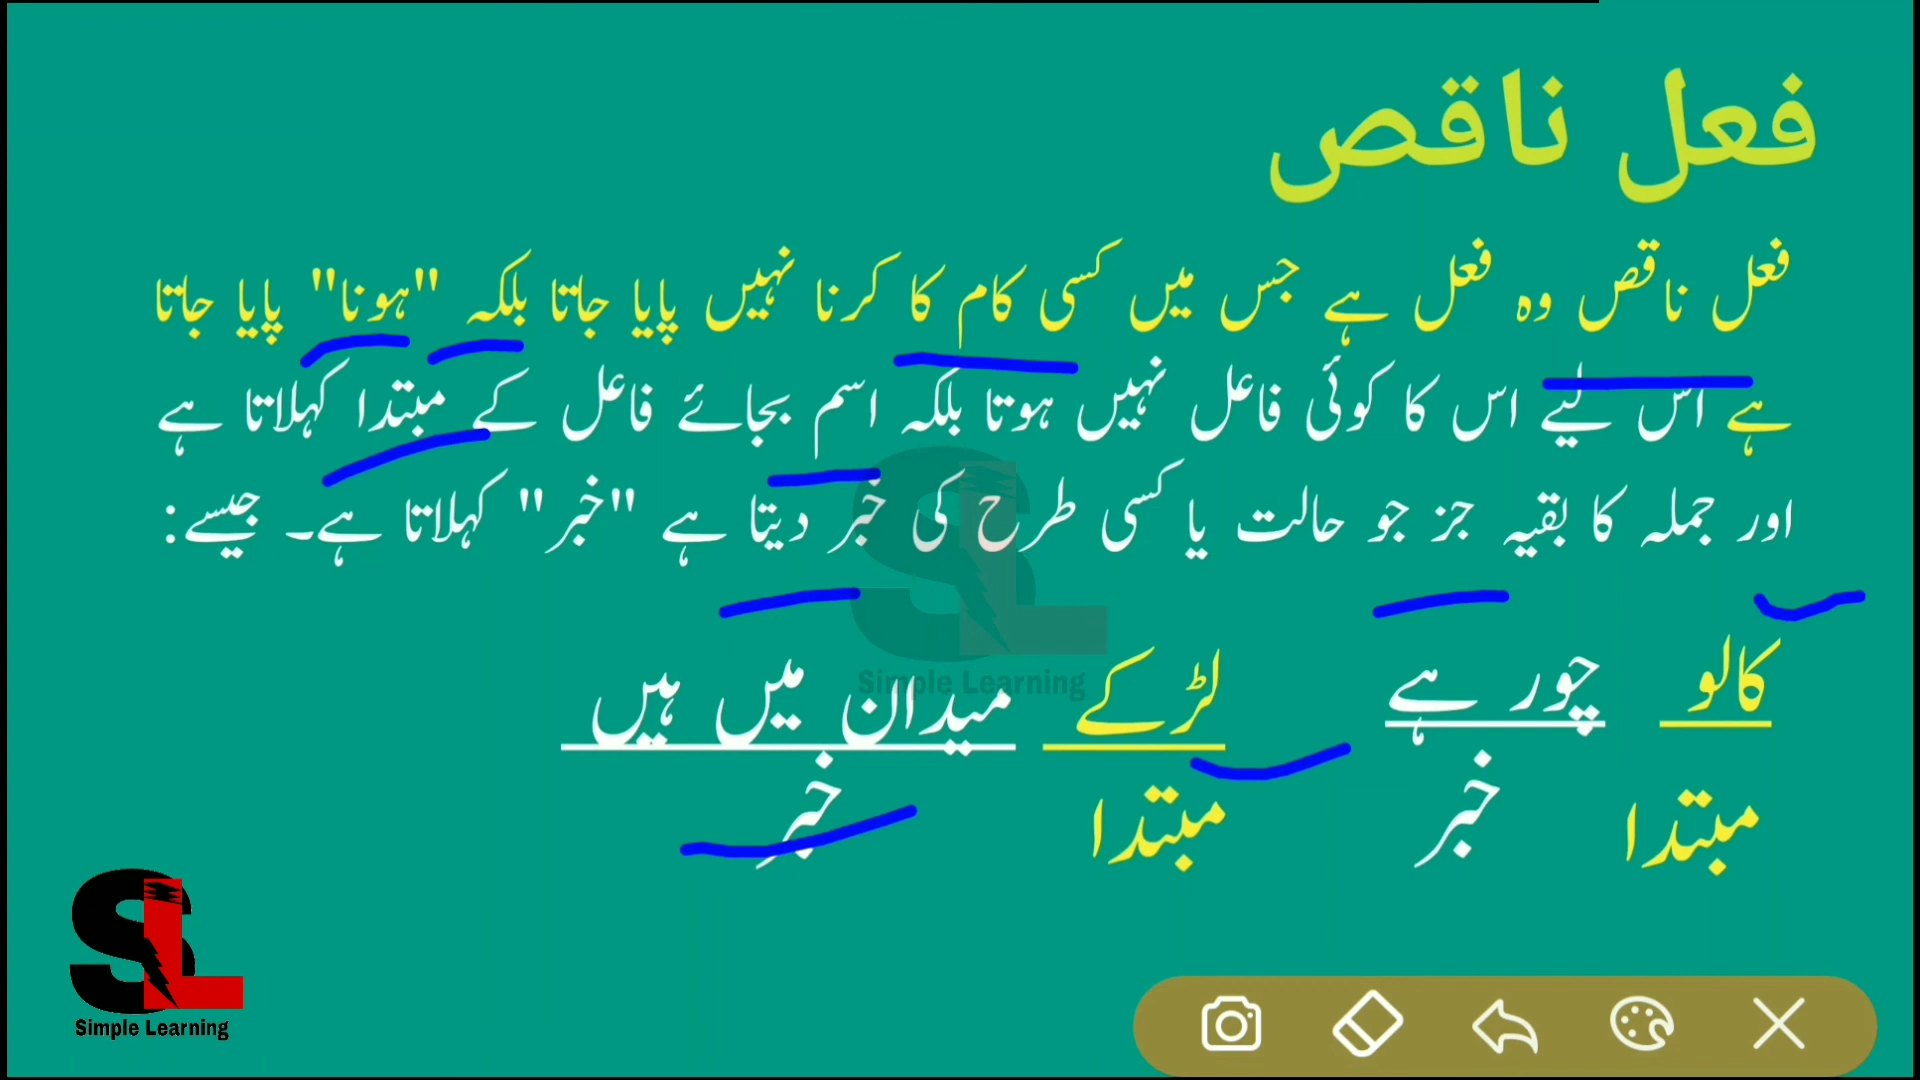 فعل ناقص
فعل ناقص وہ فعل ہے جس میں کسی کام کا کرنا نہیں پایا جاتا بلکہ "ہونا" پایا جاتا
ہے اس لیے اس کا کوئی فاعل نہیں ہوتا بلکہ اسم بجائے فاعل کے مبتدا کہلاتا ہے
اور جملہ کا بقیہ جز جو حالت یا کسی طرح کی خبر دیتا ہے "خبر" کہلاتا ہے۔ جیسے:
کالو چور ہے لڑکے میدان میں ہیں
مبتدا خبر مبتدا خبر
SL
Simple Learning
SL
Simple Learning